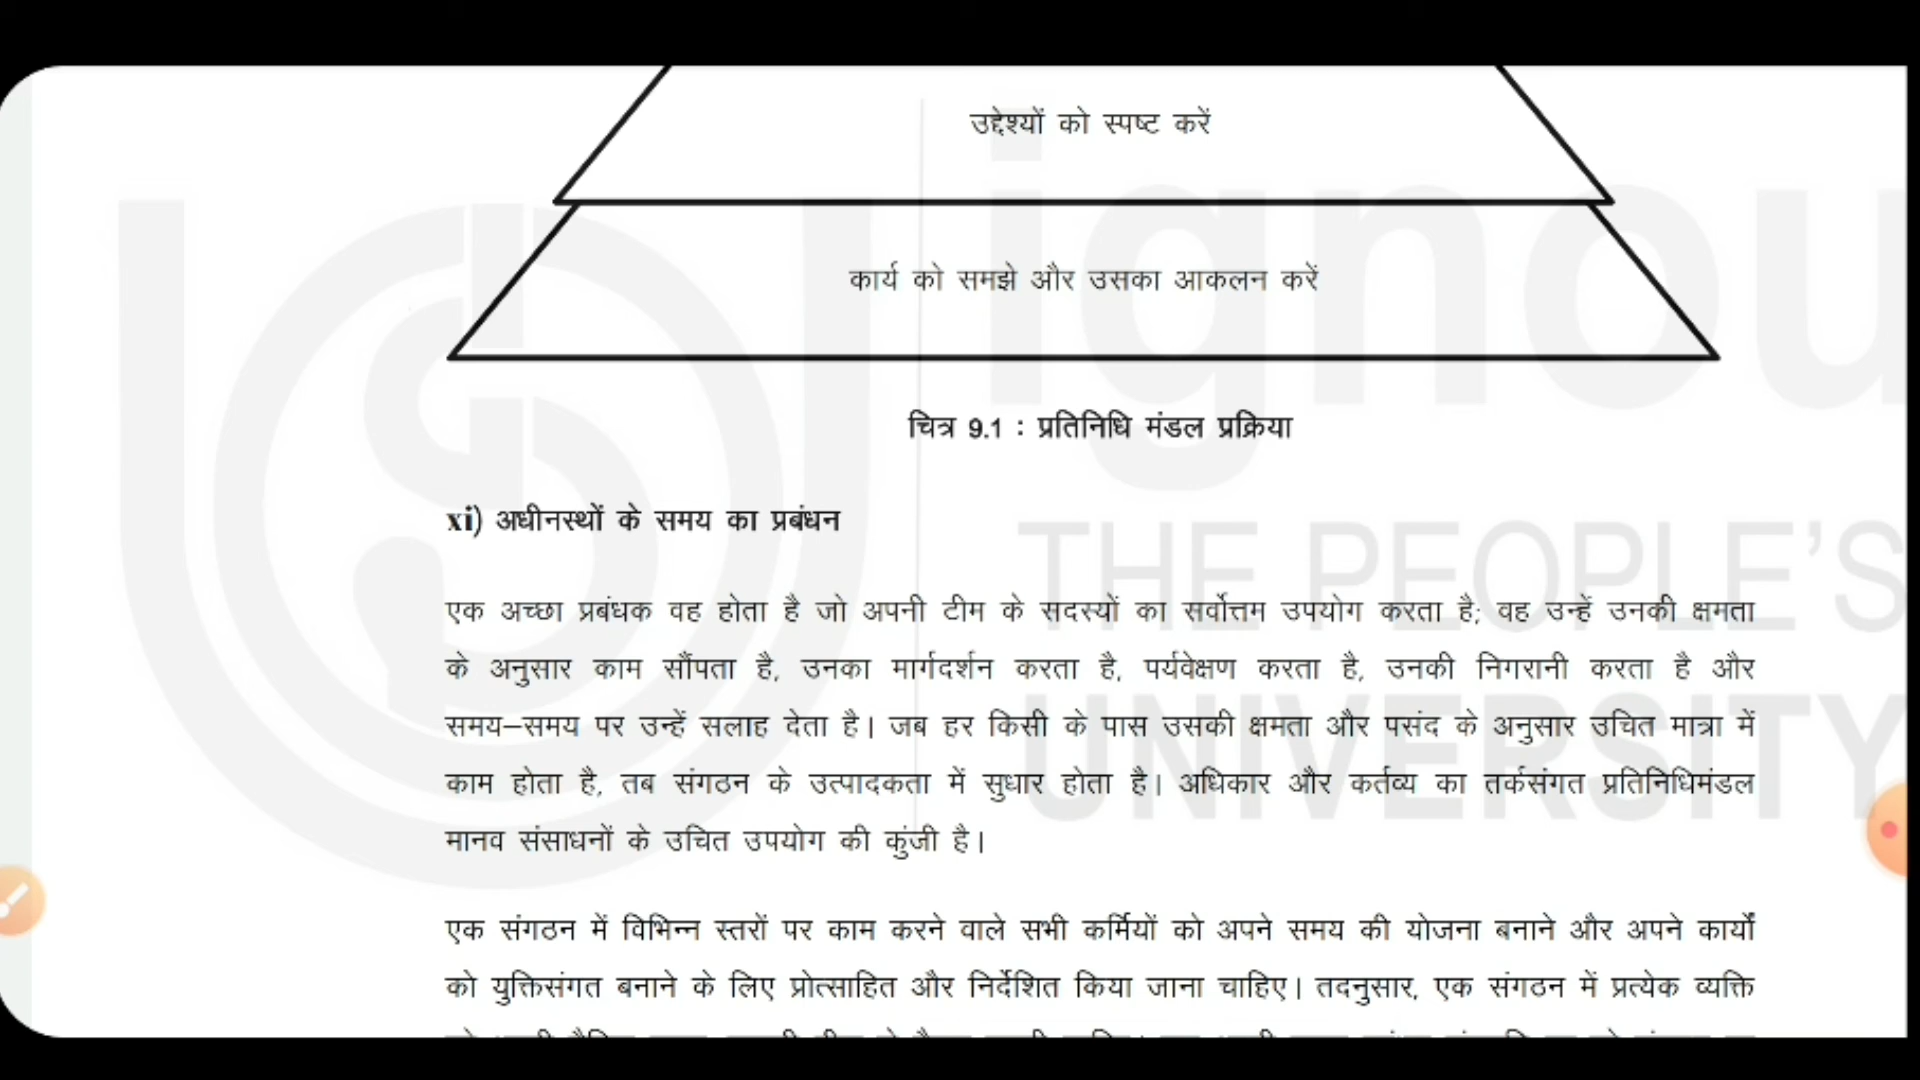 उद्देश्यों को स्पष्ट करें
कार्य को समझे और उसका आकलन करें
चित्र 9.1 : प्रतिनिधि मंडल प्रक्रिया
xi) अधीनस्थों के समय का प्रबंधन
एक अच्छा प्रबंधक वह होता है जो अपनी टीम के सदस्यों का सर्वोत्तम उपयोग करता है; वह उन्हें उनकी क्षमता
के अनुसार काम सौंपता है, उनका मार्गदर्शन करता है, पर्यवेक्षण करता है, उनकी निगरानी करता है और
समय–समय पर उन्हें सलाह देता है। जब हर किसी के पास उसकी क्षमता और पसंद के अनुसार उचित मात्रा में
काम होता है, तब संगठन के उत्पादकता में सुधार होता है। अधिकार और कर्तव्य का तर्कसंगत प्रतिनिधिमंडल
मानव संसाधनों के उचित उपयोग की कुंजी है।
एक संगठन में विभिन्न स्तरों पर काम करने वाले सभी कर्मियों को अपने समय की योजना बनाने और अपने कार्यों
को युक्तिसंगत बनाने के लिए प्रोत्साहित और निर्देशित किया जाना चाहिए। तदनुसार, एक संगठन में प्रत्येक व्यक्ति
ignou
THE PEOPLE'S
UNIVERSITY